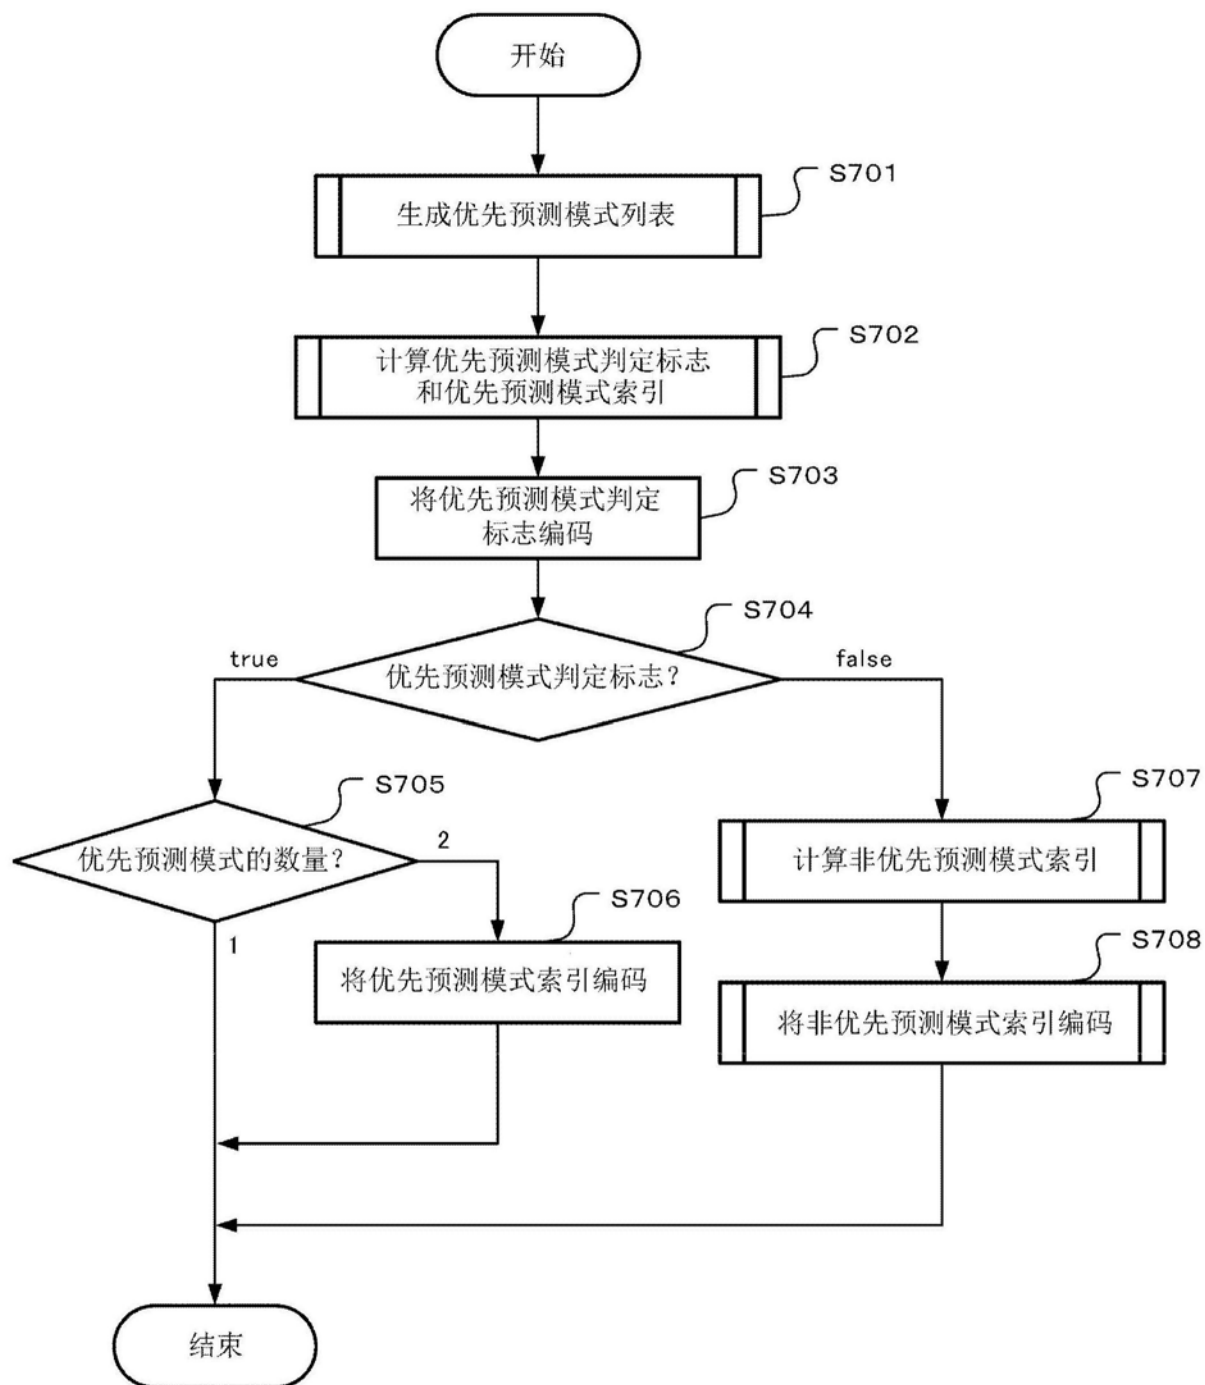 开始
S701
生成优先预测模式列表
S702
计算优先预测模式判定标志
和优先预测模式索引
S703
将优先预测模式判定
标志编码
S704
true
优先预测模式判定标志？
false
S705
优先预测模式的数量？
2
1
S706
将优先预测模式索引编码
S707
计算非优先预测模式索引
S708
将非优先预测模式索引编码
结束